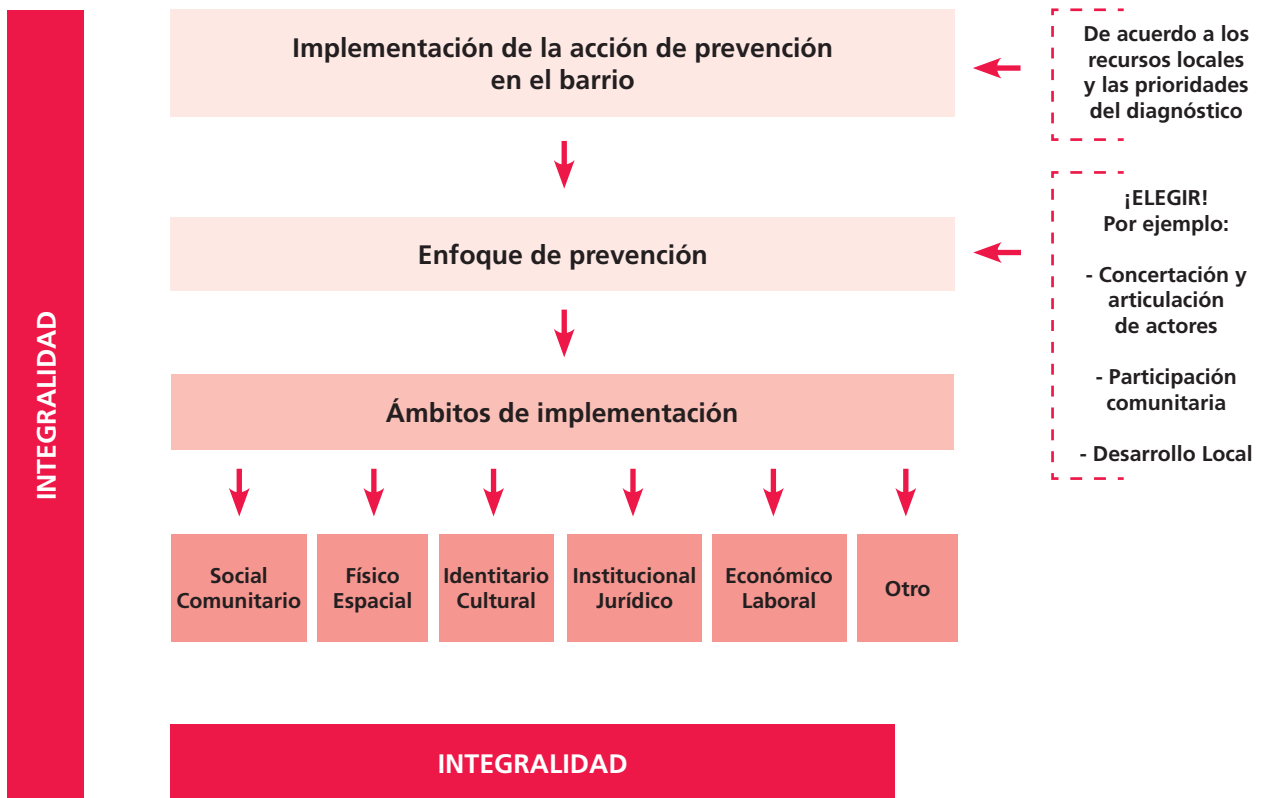 INTEGRALIDAD
Implementación de la acción de prevención
en el barrio
De acuerdo a los
recursos locales
y las prioridades
del diagnóstico
Enfoque de prevención
¡ELEGIR!
Por ejemplo:
- Concertación y
articulación
de actores
- Participación
comunitaria
- Desarrollo Local
Ámbitos de implementación
Social
Comunitario
Físico
Espacial
Identitario
Cultural
Institucional
Jurídico
Económico
Laboral
Otro
INTEGRALIDAD